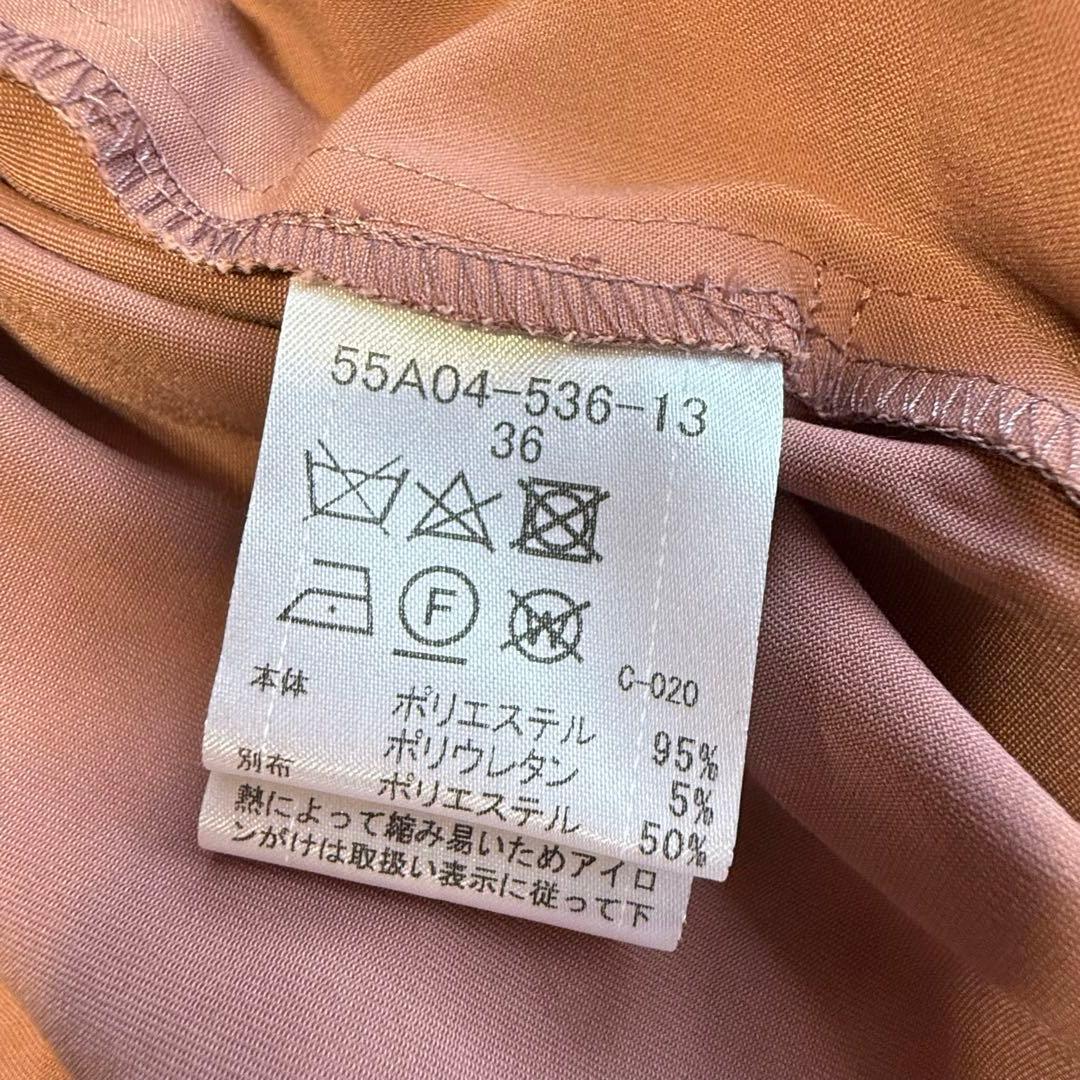 55A04-536-13
36
F
W
C-020
本体 ポリエステル 95%
ポリウレタン 5%
別布 ポリエステル 50%
熱によって縮み易いためアイロ
ンがけは取扱い表示に従って下